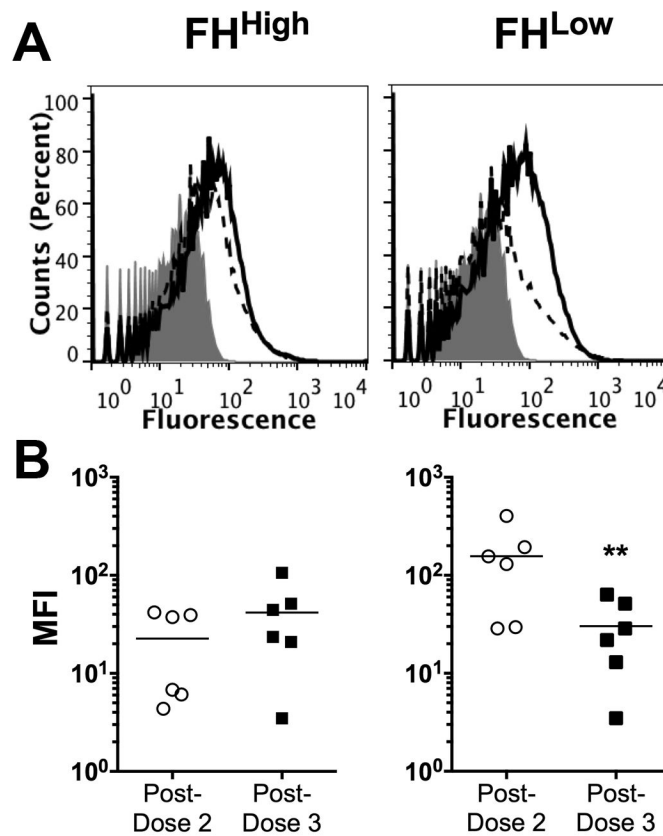 A
FH^High
FH^Low
Counts (Percent)
100
80
60
40
20
0
10^0 10^1 10^2 10^3 10^4
10^0 10^1 10^2 10^3 10^4
Fluorescence
Fluorescence
B
MFI
10^3
10^2
10^1
10^0
10^3
10^2
10^1
10^0
**
Post-
Dose 2
Post-
Dose 3
Post-
Dose 2
Post-
Dose 3